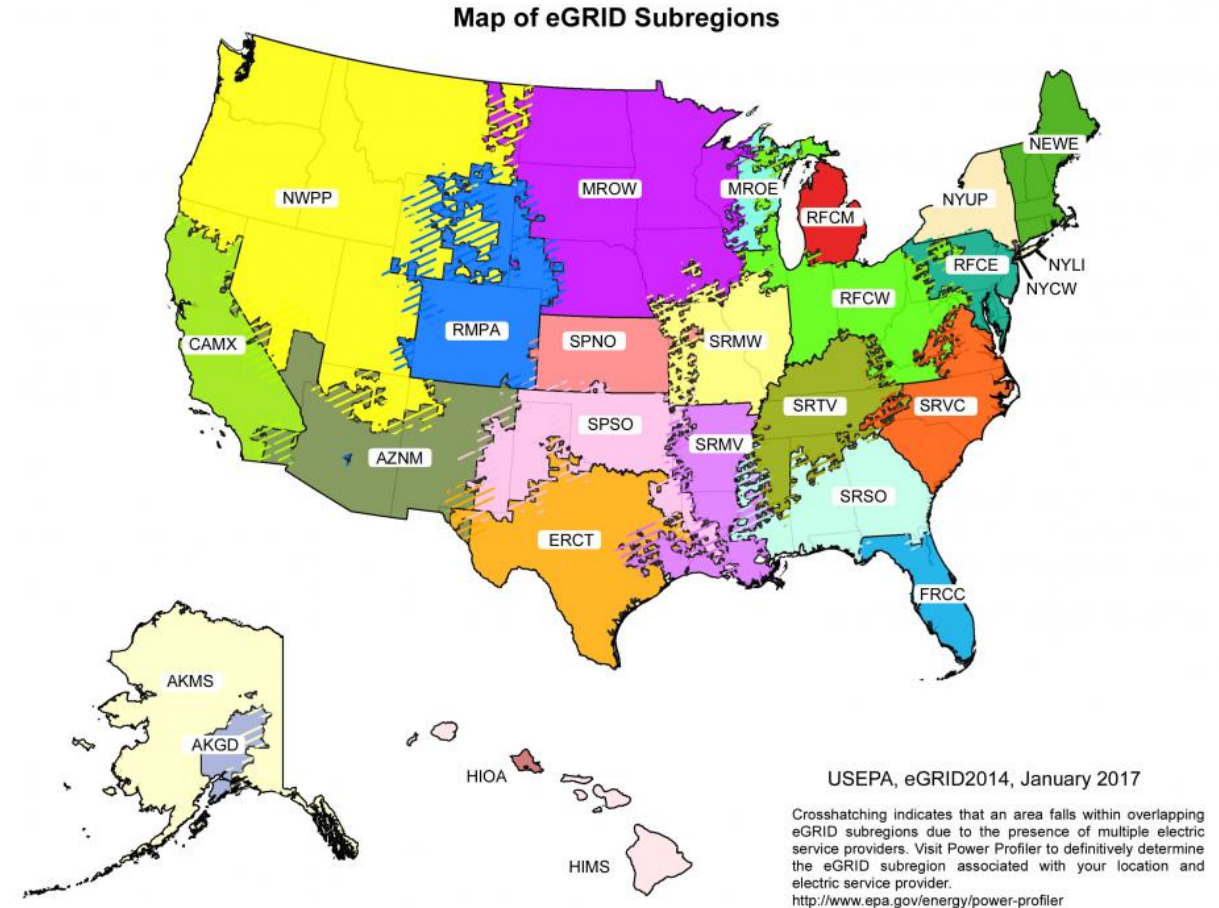 Map of eGRID Subregions
NEWE
NWPP
MROW
MROE
NYUP
RFCM
RFCE
NYLI
NYCW
RFCW
RMPA
SPNO
SRMW
CAMX
SRTV
SRVC
SPSO
SRMV
AZNM
SRSO
ERCT
FRCC
AKMS
AKGD
HIOA
HIMS
USEPA, eGRID2014, January 2017
Crosshatching indicates that an area falls within overlapping
eGRID subregions due to the presence of multiple electric
service providers. Visit Power Profiler to definitively determine
the eGRID subregion associated with your location and
electric service provider.
http://www.epa.gov/energy/power-profiler